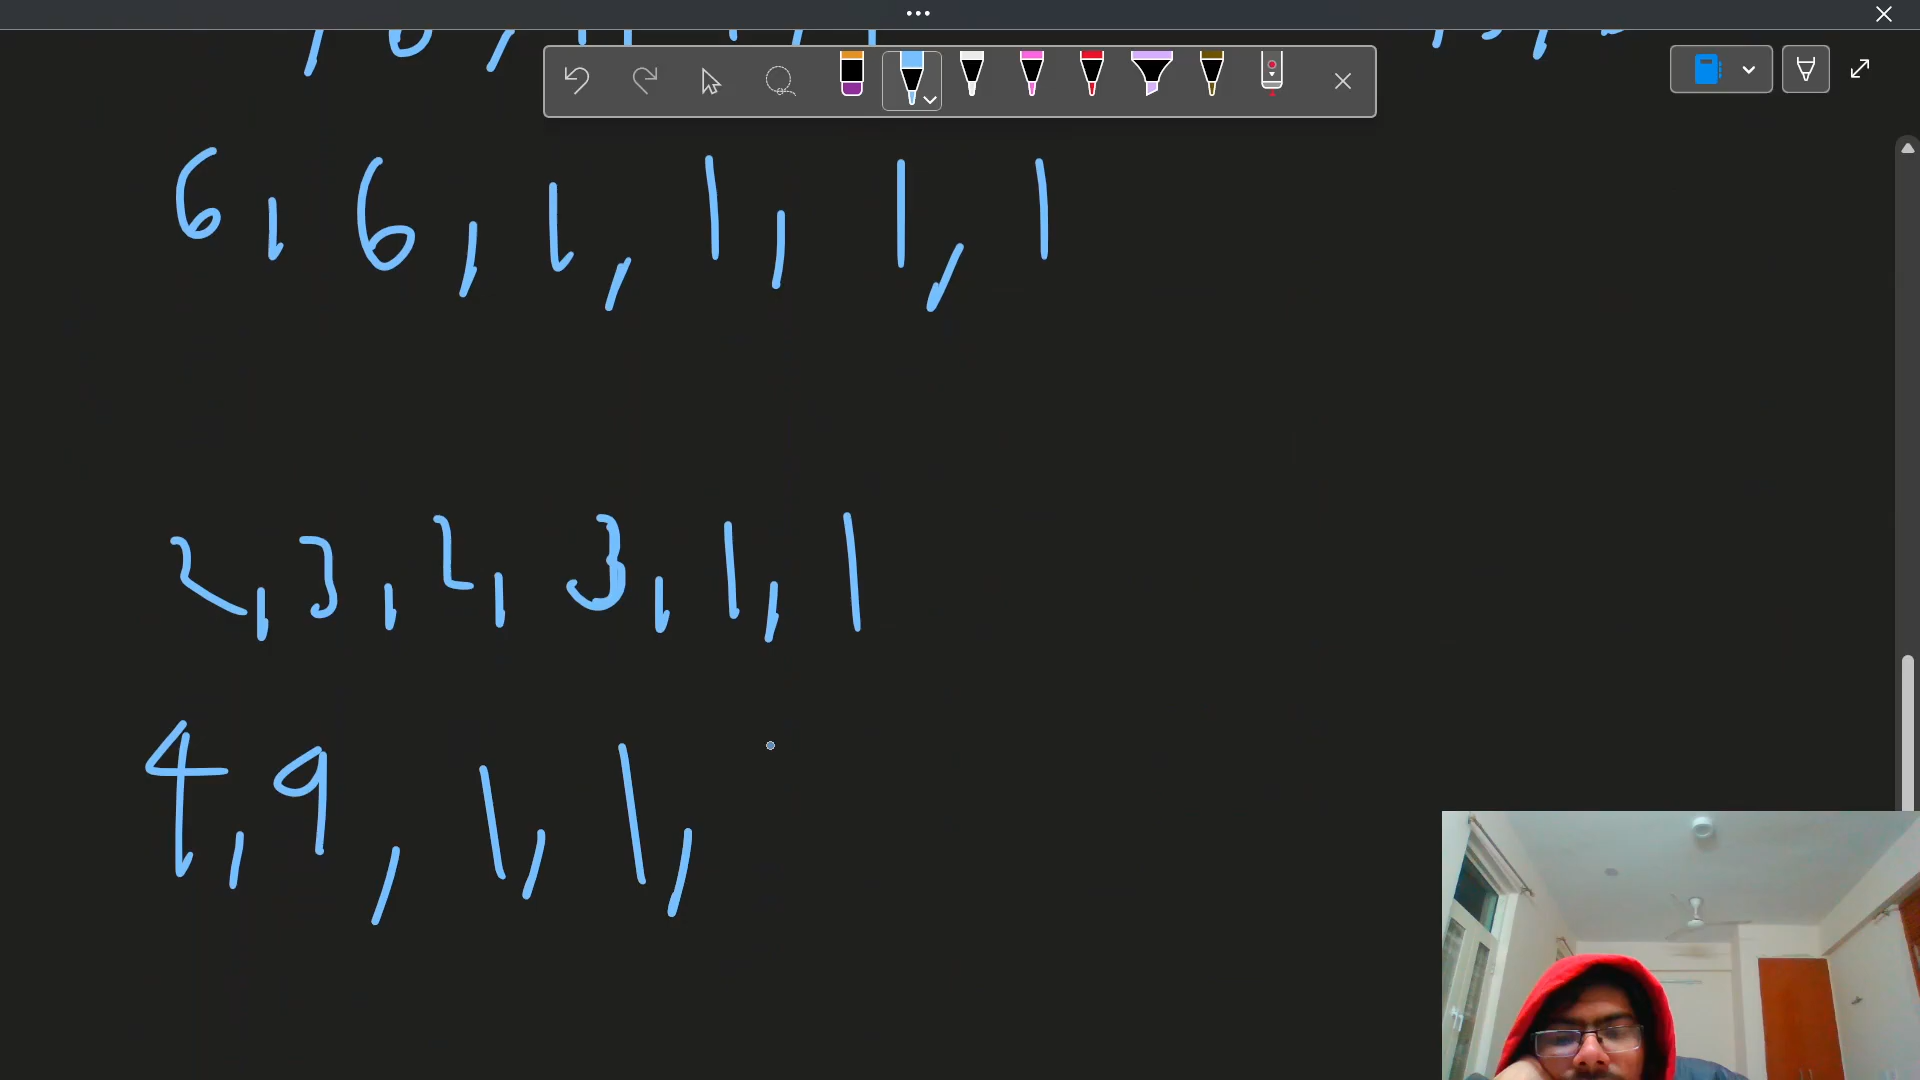 6, 6, 1, 1, 1, 1
2, 3, 2, 3, 1, 1
4, 9, 1, 1,